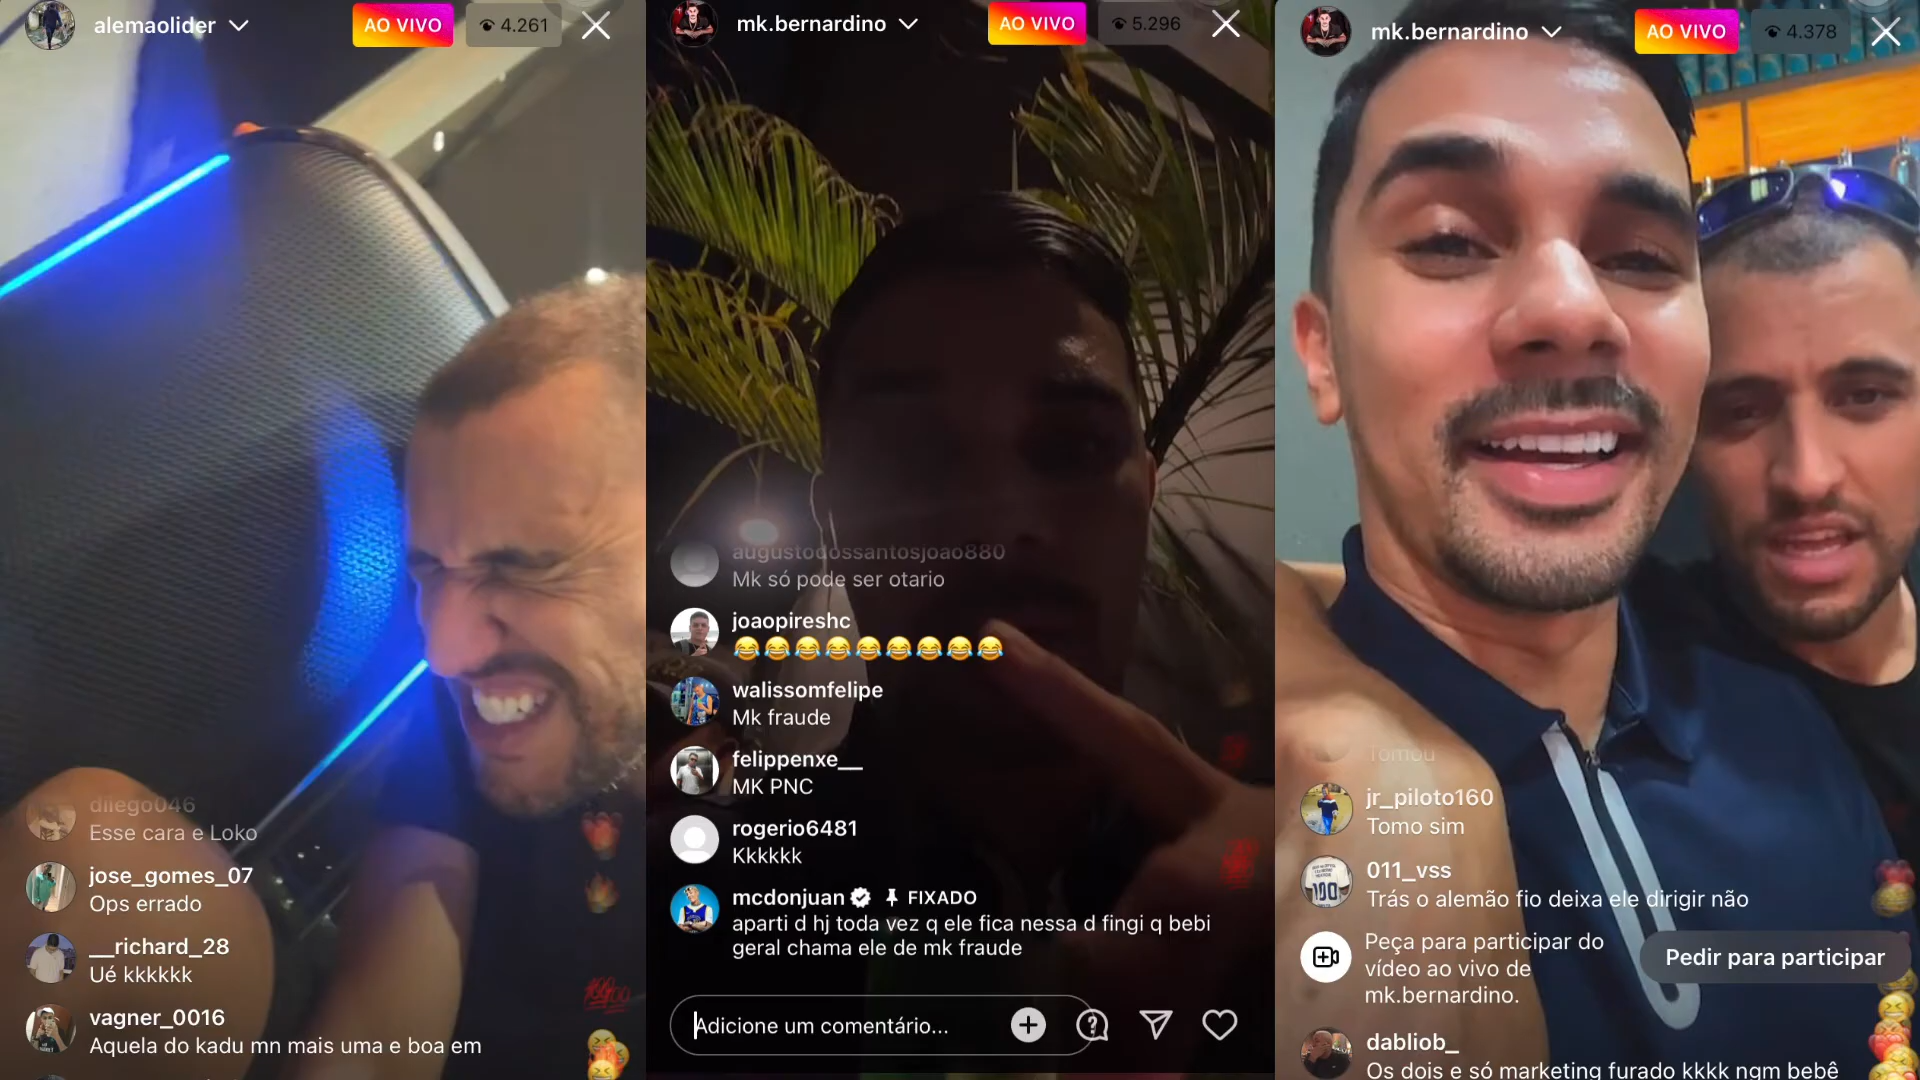 alemaolider
AO VIVO
4.261
diiego046
Esse cara e Loko
jose_gomes_07
Ops errado
__richard_28
Ué kkkkkk
vagner_0016
Aquela do kadu mn mais uma e boa em
mk.bernardino
AO VIVO
5.296
augustodossantosjoao880
Mk só pode ser otario
joaopireshc
😂😂😂😂😂😂😂😂😂
walissomfelipe
Mk fraude
felippenxe__
MK PNC
rogerio6481
Kkkkkk
mcdonjuan FIXADO
aparti d hj toda vez q ele fica nessa d fingi q bebi
geral chama ele de mk fraude
Adicione um comentário...
mk.bernardino
AO VIVO
4.378
Tomou
jr_piloto160
Tomo sim
011_vss
Trás o alemão fio deixa ele dirigir não
Peça para participar do
vídeo ao vivo de
mk.bernardino.
Pedir para participar
dabliob_
Os dois e só marketing furado kkkk ngm bebê